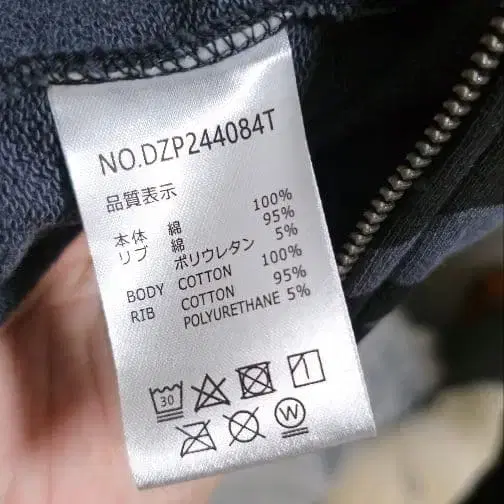 NO.DZP244084T
品質表示
本体 綿 100%
リブ 綿 95%
ポリウレタン 5%
BODY COTTON 100%
RIB COTTON 95%
POLYURETHANE 5%
30
W